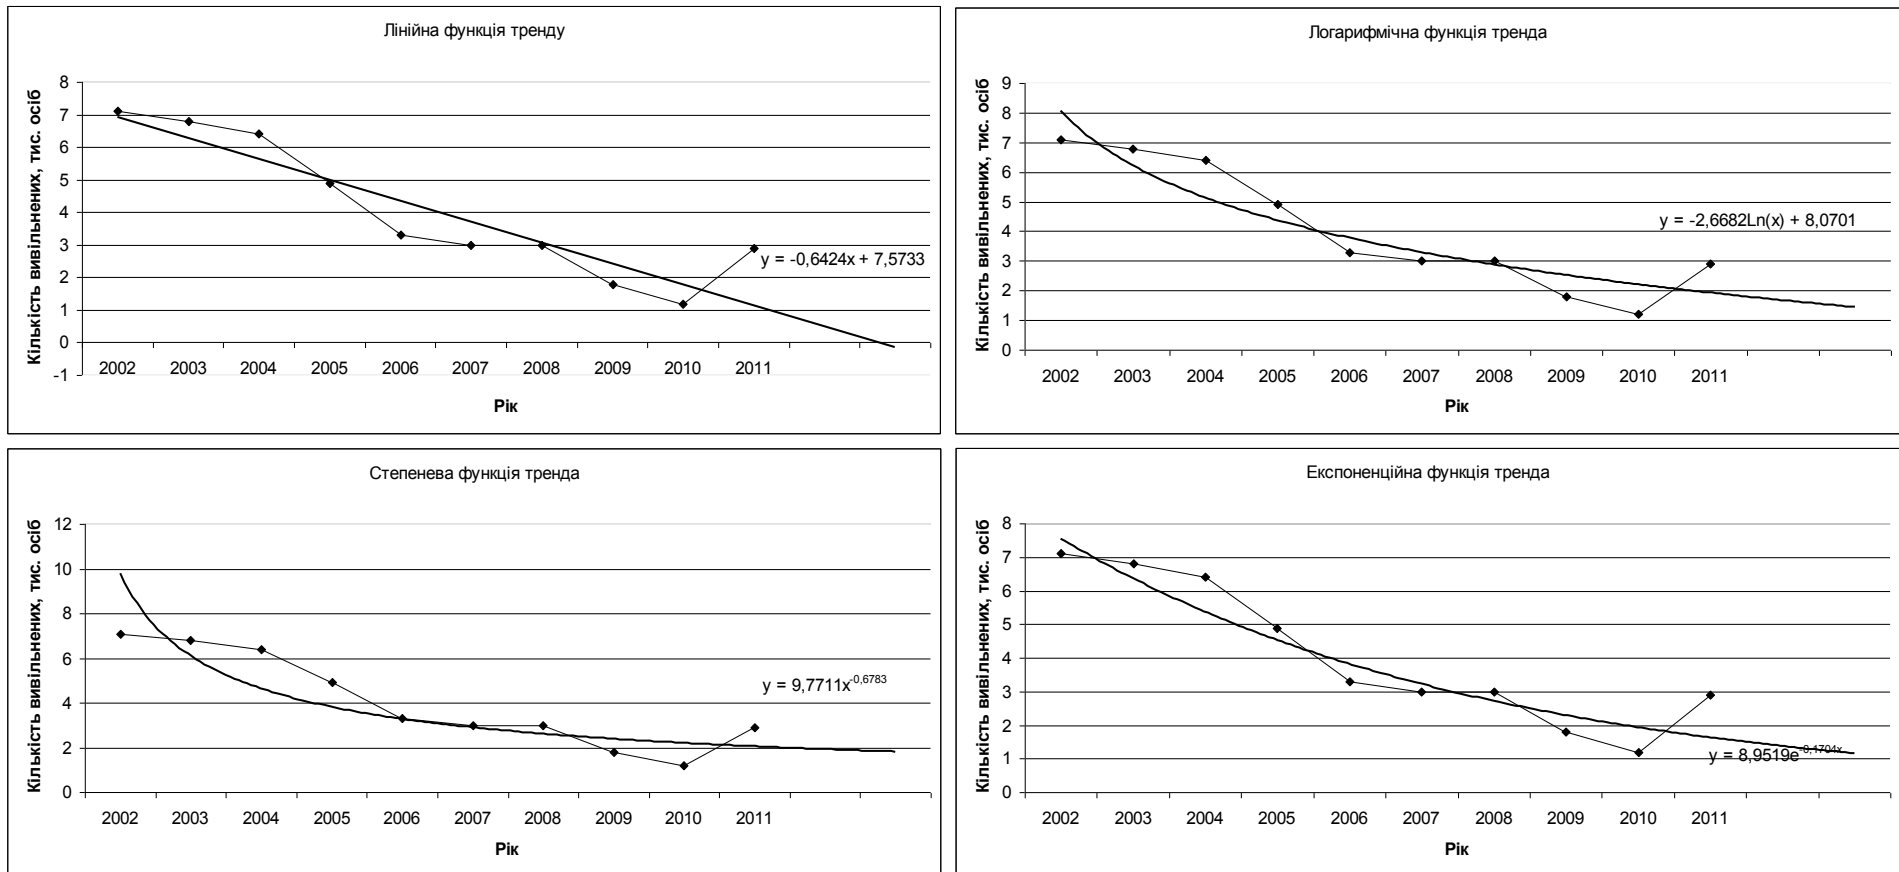 Лінійна функція тренду
Кількість вивільнених, тис. осіб
8
7
6
5
4
3
2
1
0
-1
y = -0,6424x + 7,5733
2002 2003 2004 2005 2006 2007 2008 2009 2010 2011
Рік
Логарифмічна функція тренда
Кількість вивільнених, тис. осіб
9
8
7
6
5
4
3
2
1
0
y = -2,6682Ln(x) + 8,0701
2002 2003 2004 2005 2006 2007 2008 2009 2010 2011
Рік
Степенева функція тренда
Кількість вивільнених, тис. осіб
12
10
8
6
4
2
0
y = 9,7711x^-0,6783
2002 2003 2004 2005 2006 2007 2008 2009 2010 2011
Рік
Експоненційна функція тренда
Кількість вивільнених, тис. осіб
8
7
6
5
4
3
2
1
0
y = 8,9519e^-0,1704x
2002 2003 2004 2005 2006 2007 2008 2009 2010 2011
Рік